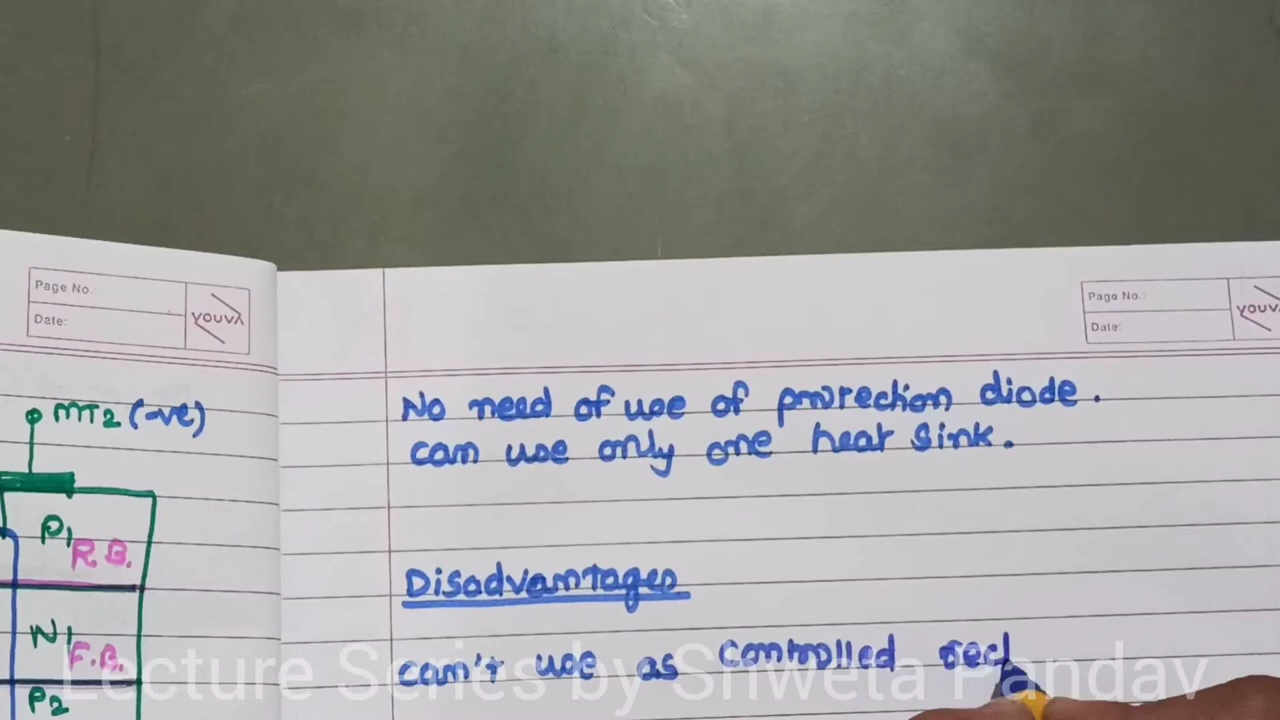 Page No.
Date:
YOUVA
MT2 (-ve)
P1 R.B.
N1 F.B.
P2
Page No.:
Date:
YOUVA
No need of use of protection diode.
can use only one heat sink.
Disadvantages
can't use as controlled rect
Lecture Series by Shweta Pandav